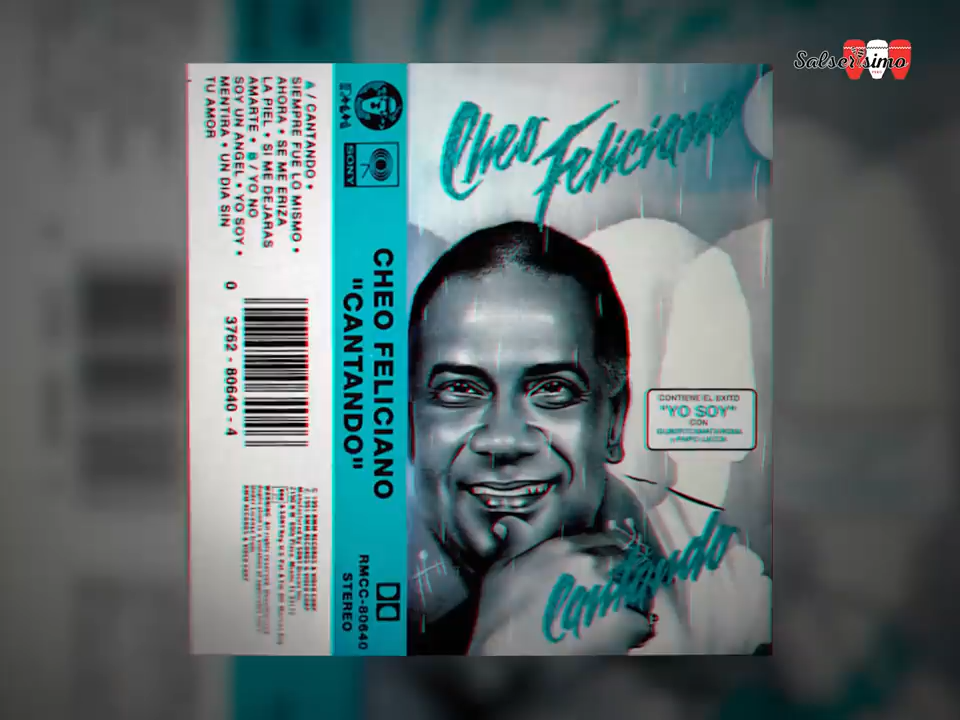 Salserísimo
PERÚ
A / CANTANDO •
SIEMPRE FUE LO MISMO •
AHORA • SE ME ERIZA
LA PIEL • SI ME DEJARAS
AMARTE • B / YO NO
SOY UN ANGEL • YO SOY •
MENTIRA • UN DIA SIN
TU AMOR
0 3762 - 80640 - 4
SONY
CHEO FELICIANO
"CANTANDO"
RMCC-80640
STEREO
Cheo Feliciano
CONTIENE EL EXITO
"YO SOY"
CON
Cantando